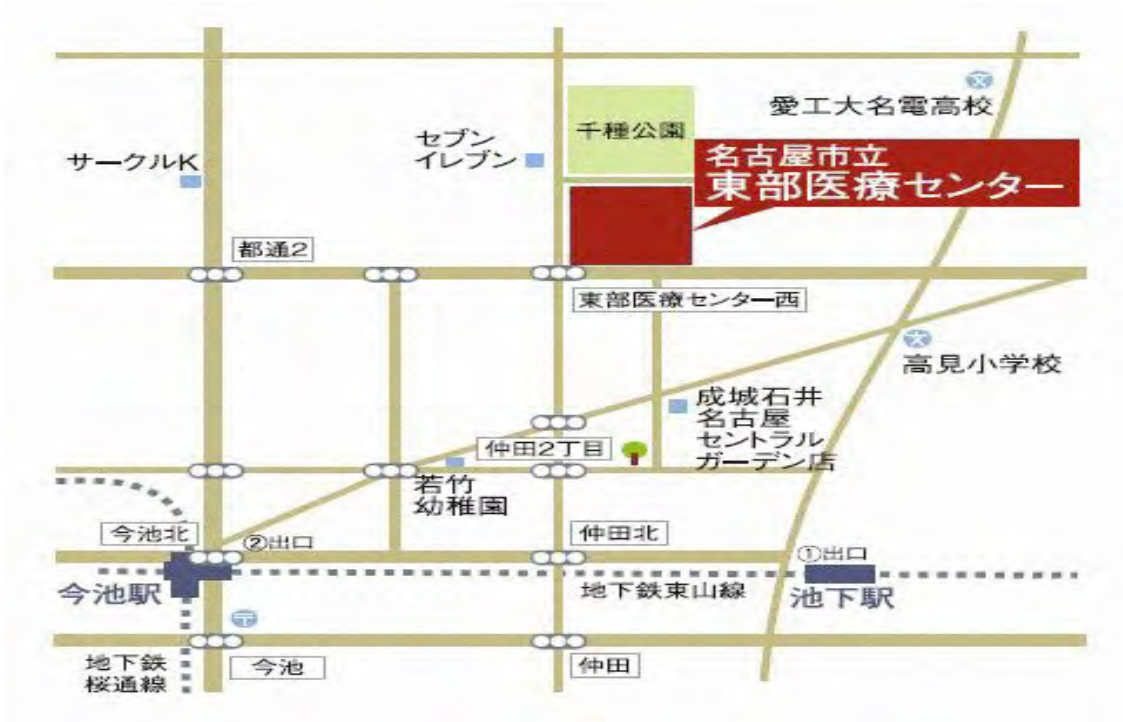 愛工大名電高校
千種公園
セブン
イレブン
サークルK
名古屋市立
東部医療センター
都通2
東部医療センター西
高見小学校
成城石井
名古屋
セントラル
ガーデン店
仲田2丁目
若竹
幼稚園
今池北
②出口
仲田北
①出口
今池駅
地下鉄東山線
池下駅
地下鉄
桜通線
今池
仲田